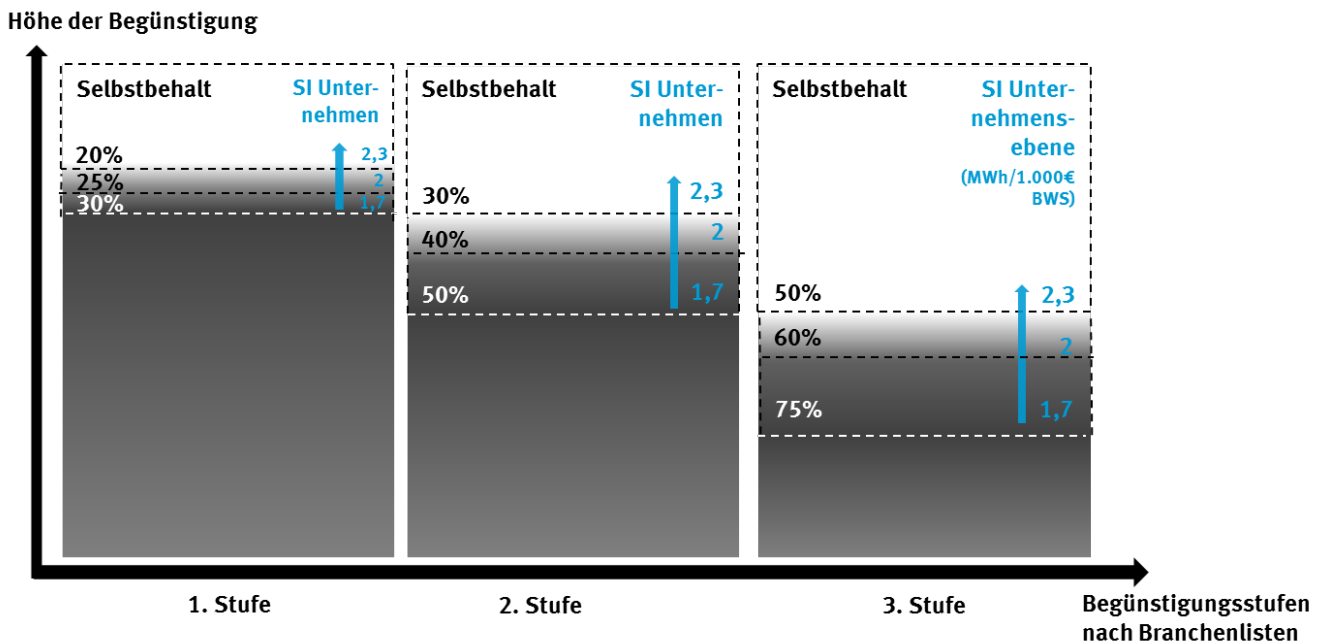 Höhe der Begünstigung
Selbstbehalt
SI Unter-
nehmen
20%
2,3
25%
2
30%
1,7
Selbstbehalt
SI Unter-
nehmen
30%
2,3
40%
2
50%
1,7
Selbstbehalt
SI Unter-
nehmens-
ebene
(MWh/1.000€
BWS)
50%
2,3
60%
2
75%
1,7
1. Stufe
2. Stufe
3. Stufe
Begünstigungsstufen
nach Branchenlisten